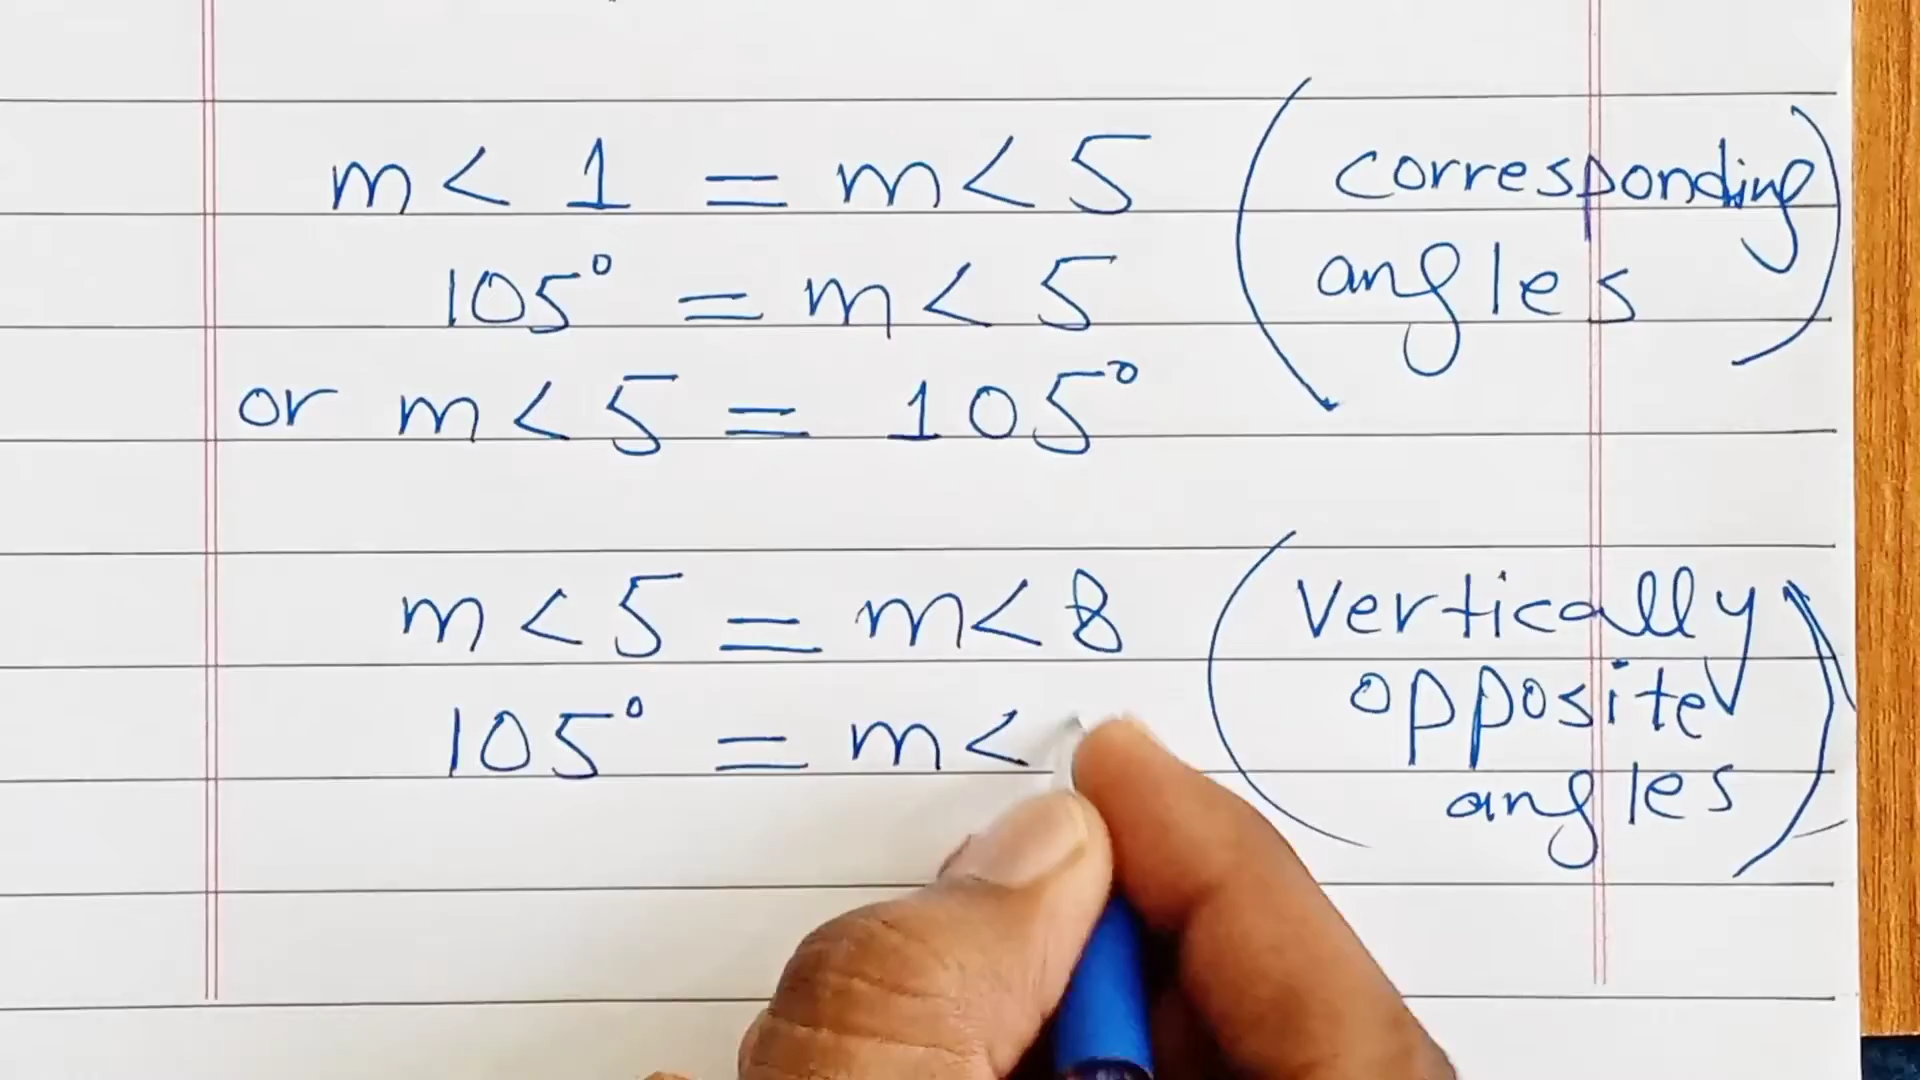 m< 1 = m<5 (corresponding
105° = m<5 angles)
or m<5 = 105°
m<5 = m<8 (vertically
opposite
105° = m<
angles)